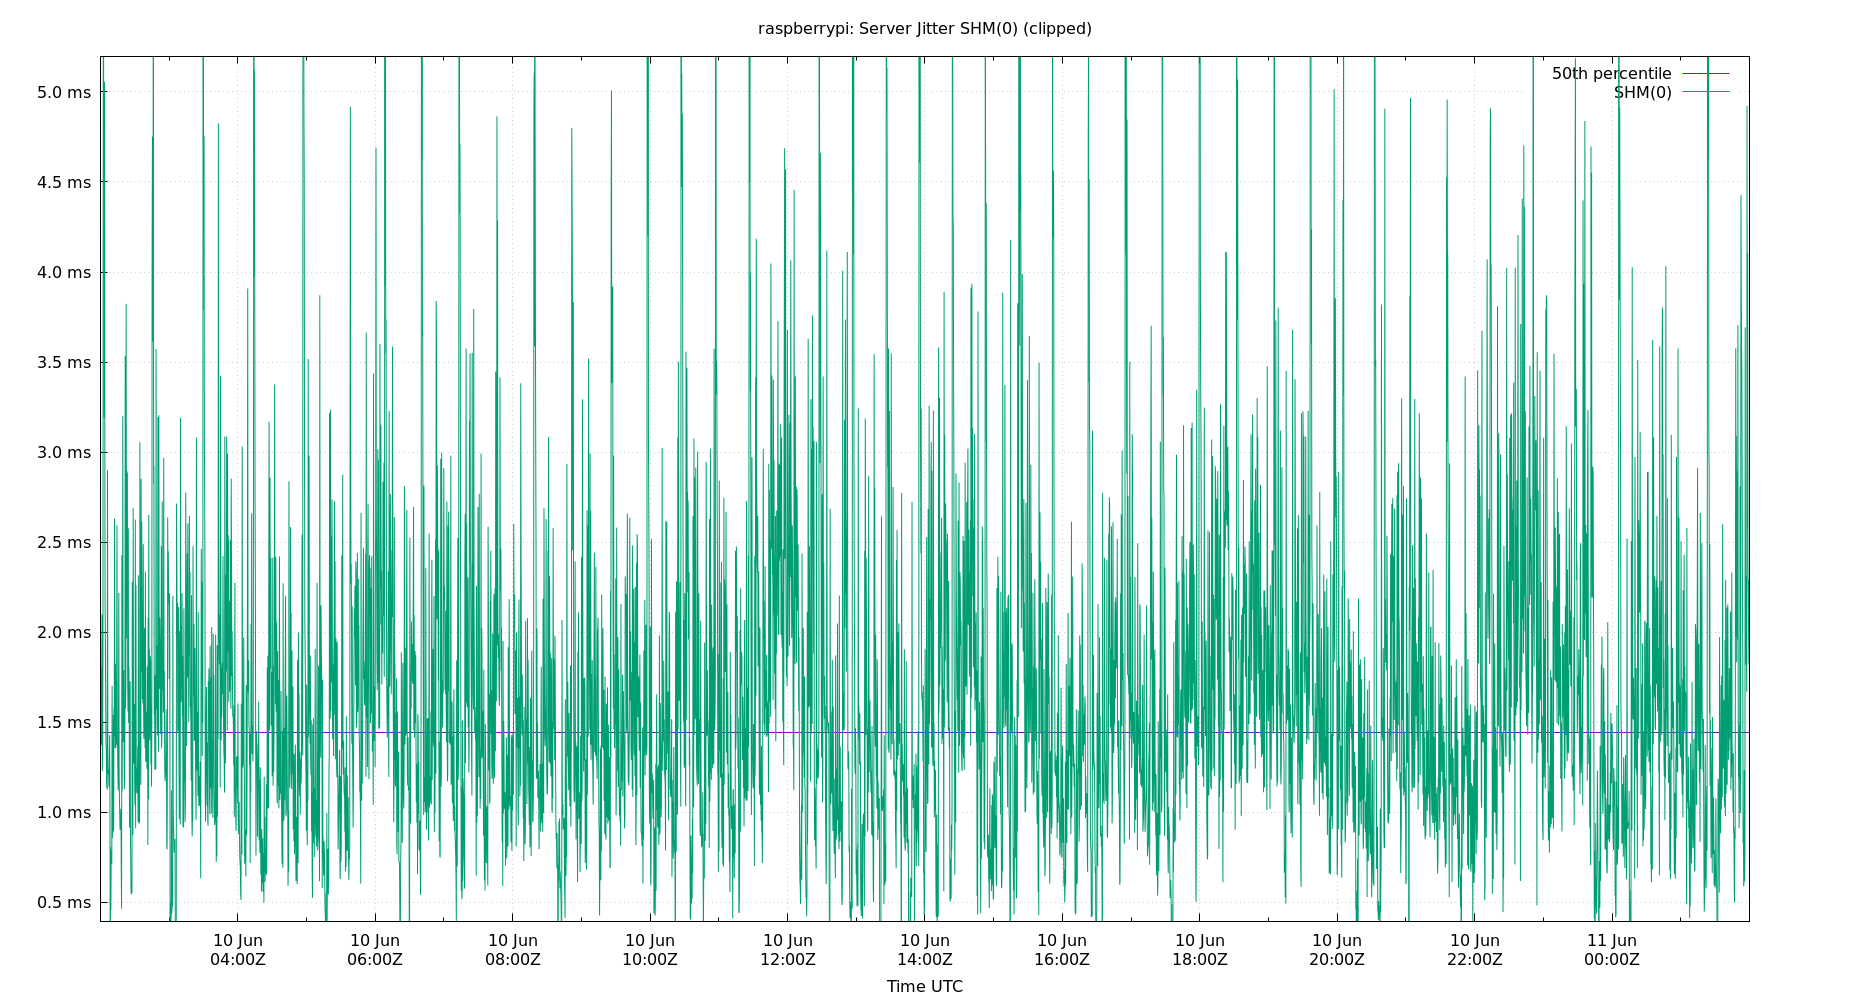 raspberrypi: Server Jitter SHM(0) (clipped)
50th percentile
SHM(0)
5.0 ms
4.5 ms
4.0 ms
3.5 ms
3.0 ms
2.5 ms
2.0 ms
1.5 ms
1.0 ms
0.5 ms
10 Jun 10 Jun 10 Jun 10 Jun 10 Jun 10 Jun 10 Jun 10 Jun 10 Jun 10 Jun 11 Jun
04:00Z 06:00Z 08:00Z 10:00Z 12:00Z 14:00Z 16:00Z 18:00Z 20:00Z 22:00Z 00:00Z
Time UTC